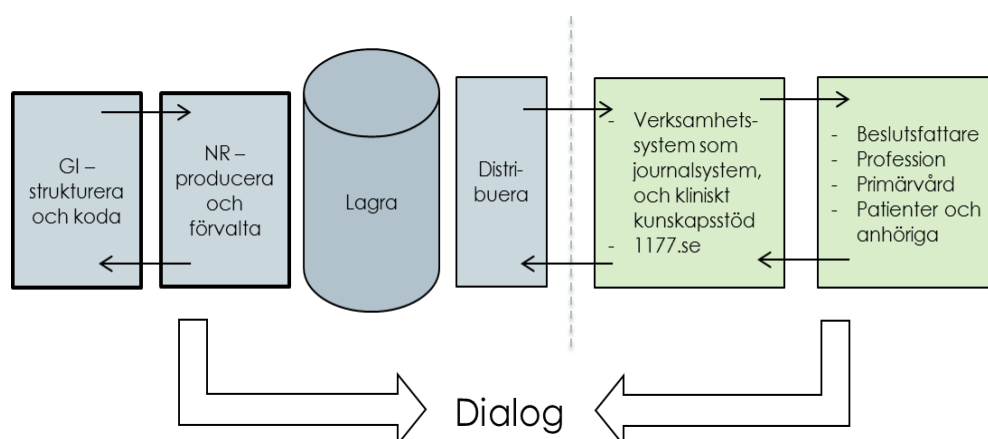 GI –
strukturera
och koda
NR –
producera
och
förvalta
Lagra
Distri-
buera
- Verksamhets-
system som
journalsystem,
och kliniskt
kunskapsstöd
- 1177.se
- Beslutsfattare
- Profession
- Primärvård
- Patienter och
anhöriga
Dialog